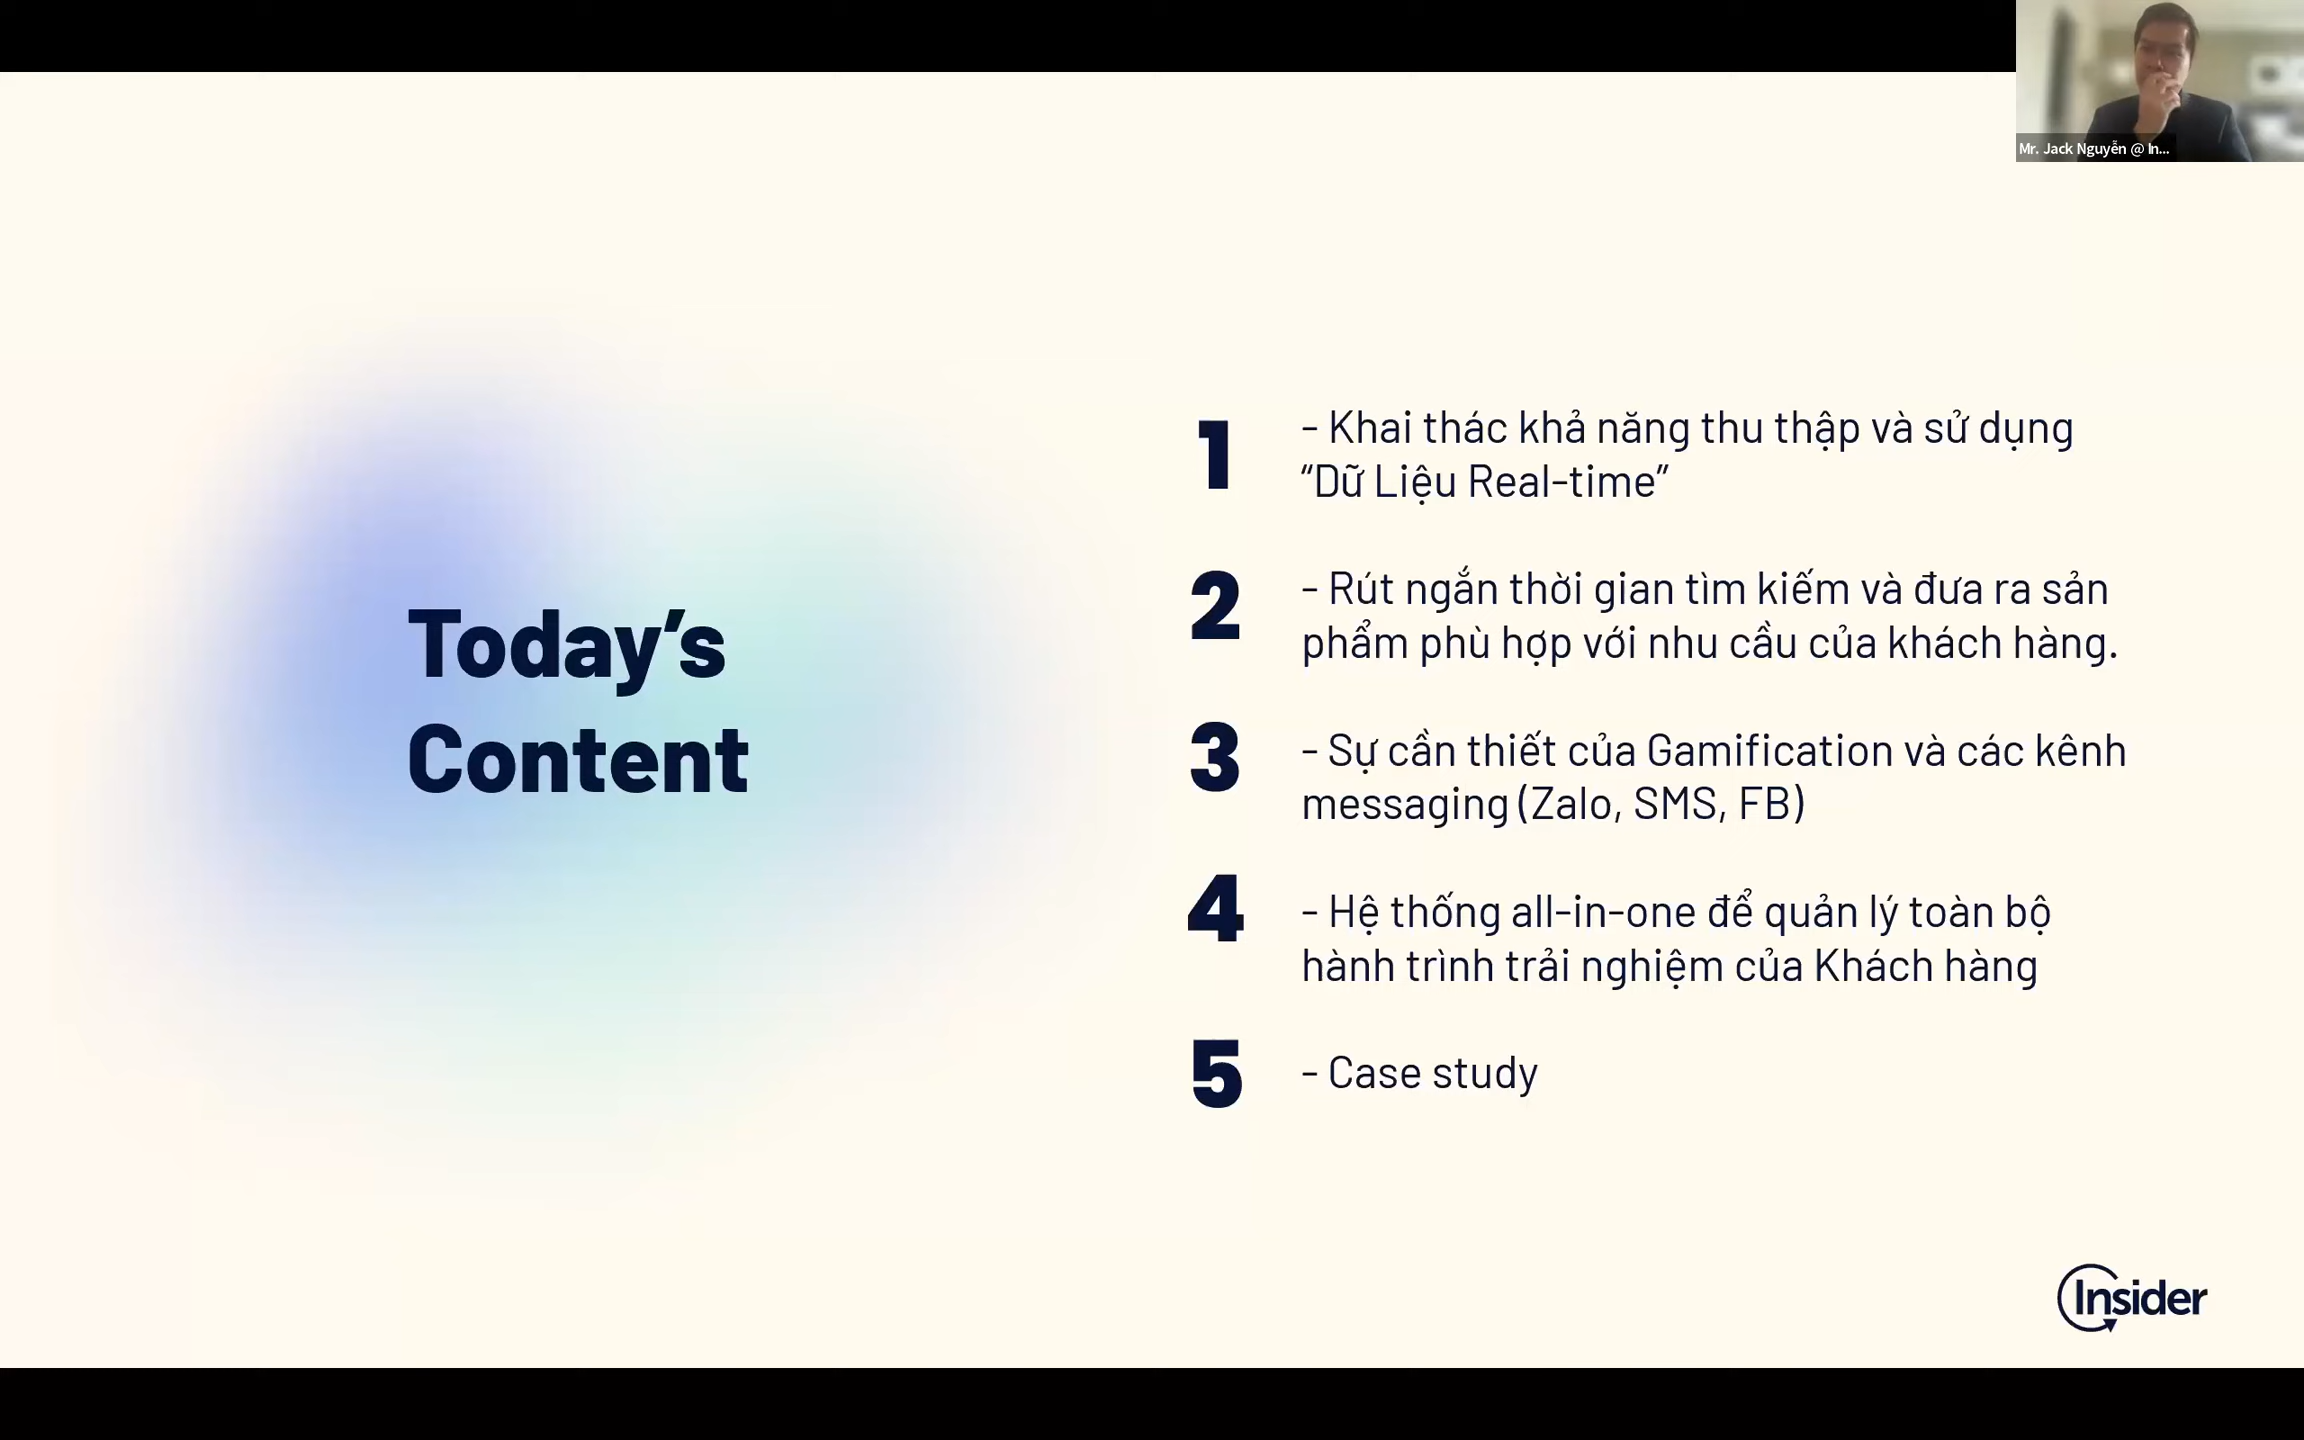 Mr. Jack Nguyễn @ In...
Today’s
Content
1
- Khai thác khả năng thu thập và sử dụng
“Dữ Liệu Real-time”
2
- Rút ngắn thời gian tìm kiếm và đưa ra sản
phẩm phù hợp với nhu cầu của khách hàng.
3
- Sự cần thiết của Gamification và các kênh
messaging (Zalo, SMS, FB)
4
- Hệ thống all-in-one để quản lý toàn bộ
hành trình trải nghiệm của Khách hàng
5
- Case study
Insider